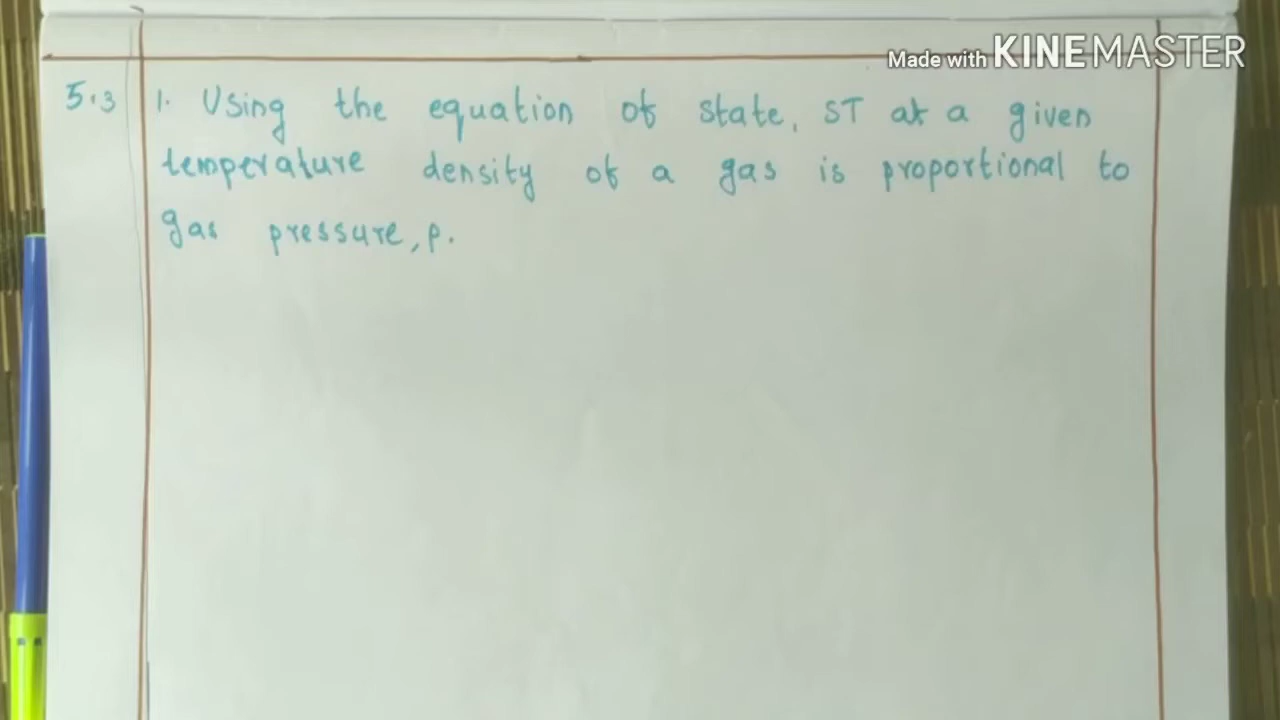 Made with KINEMASTER
5.3 1. Using the equation of state, ST at a given
temperature density of a gas is proportional to
gas pressure, p.